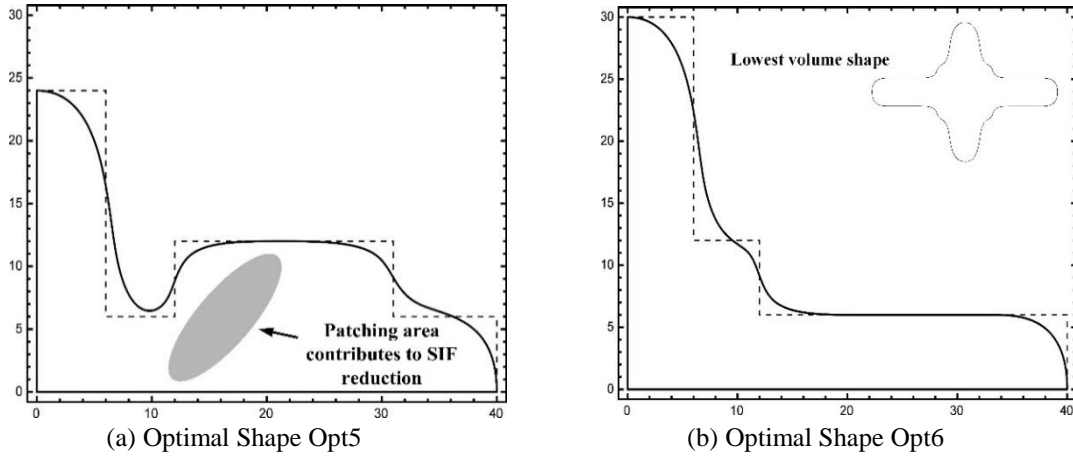 30
25
20
15
10
5
0
Patching area
contributes to SIF
reduction
0 10 20 30 40
(a) Optimal Shape Opt5
30
25
20
15
10
5
0
Lowest volume shape
0 10 20 30 40
(b) Optimal Shape Opt6